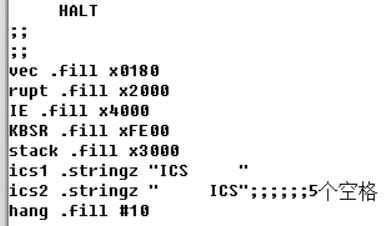 HALT
;;
;;
vec .fill x0180
rupt .fill x2000
IE .fill x4000
KBSR .fill xFE00
stack .fill x3000
ics1 .stringz "ICS     "
ics2 .stringz "     ICS";;;;;;5个空格
hang .fill #10